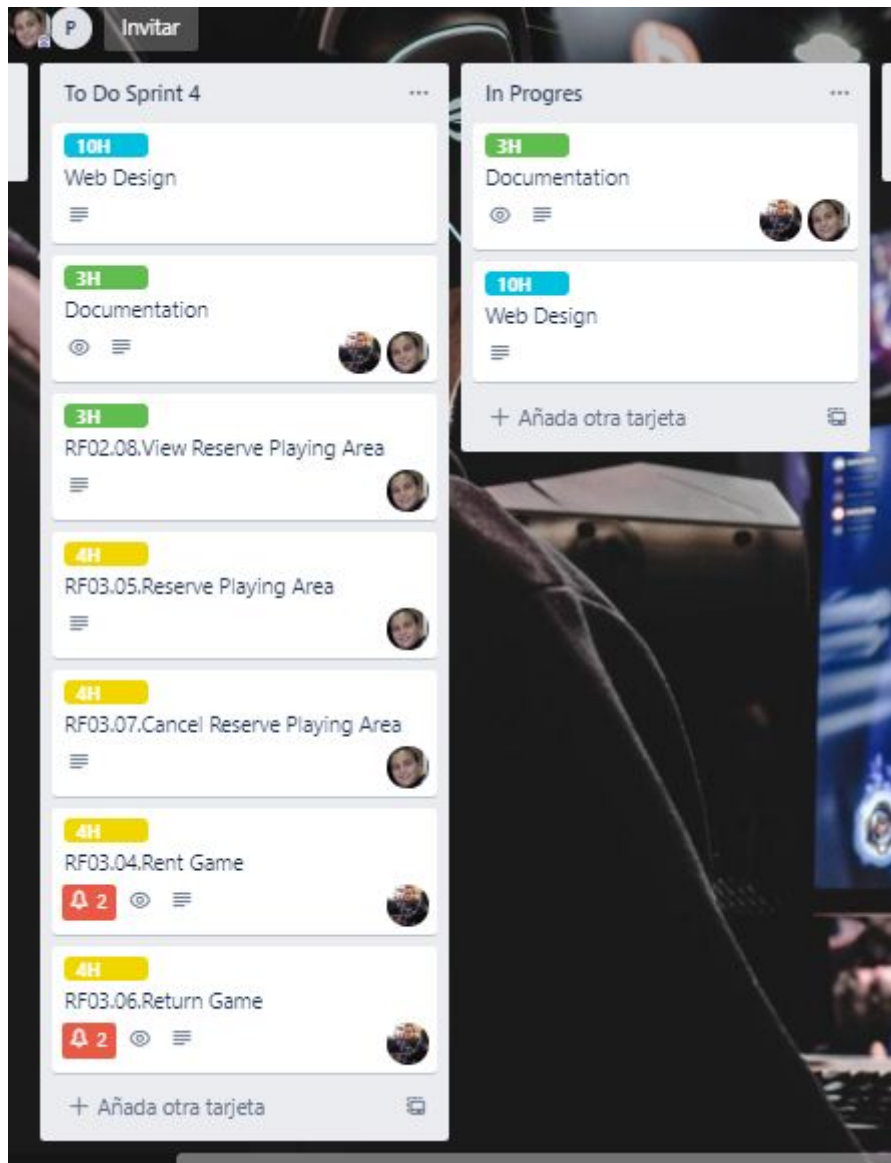 P
Invitar
To Do Sprint 4
10H
Web Design
3H
Documentation
3H
RF02.08.View Reserve Playing Area
4H
RF03.05.Reserve Playing Area
4H
RF03.07.Cancel Reserve Playing Area
4H
RF03.04.Rent Game
2
4H
RF03.06.Return Game
2
+ Añada otra tarjeta
In Progres
3H
Documentation
10H
Web Design
+ Añada otra tarjeta